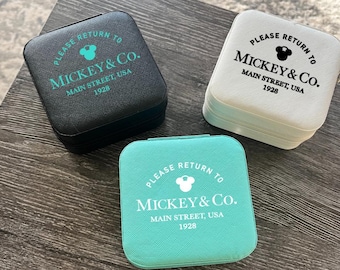 PLEASE RETURN TO
MICKEY & CO.
MAIN STREET, USA
1928
PLEASE RETURN TO
MICKEY & CO.
MAIN STREET, USA
1928
PLEASE RETURN TO
MICKEY & CO.
MAIN STREET, USA
1928